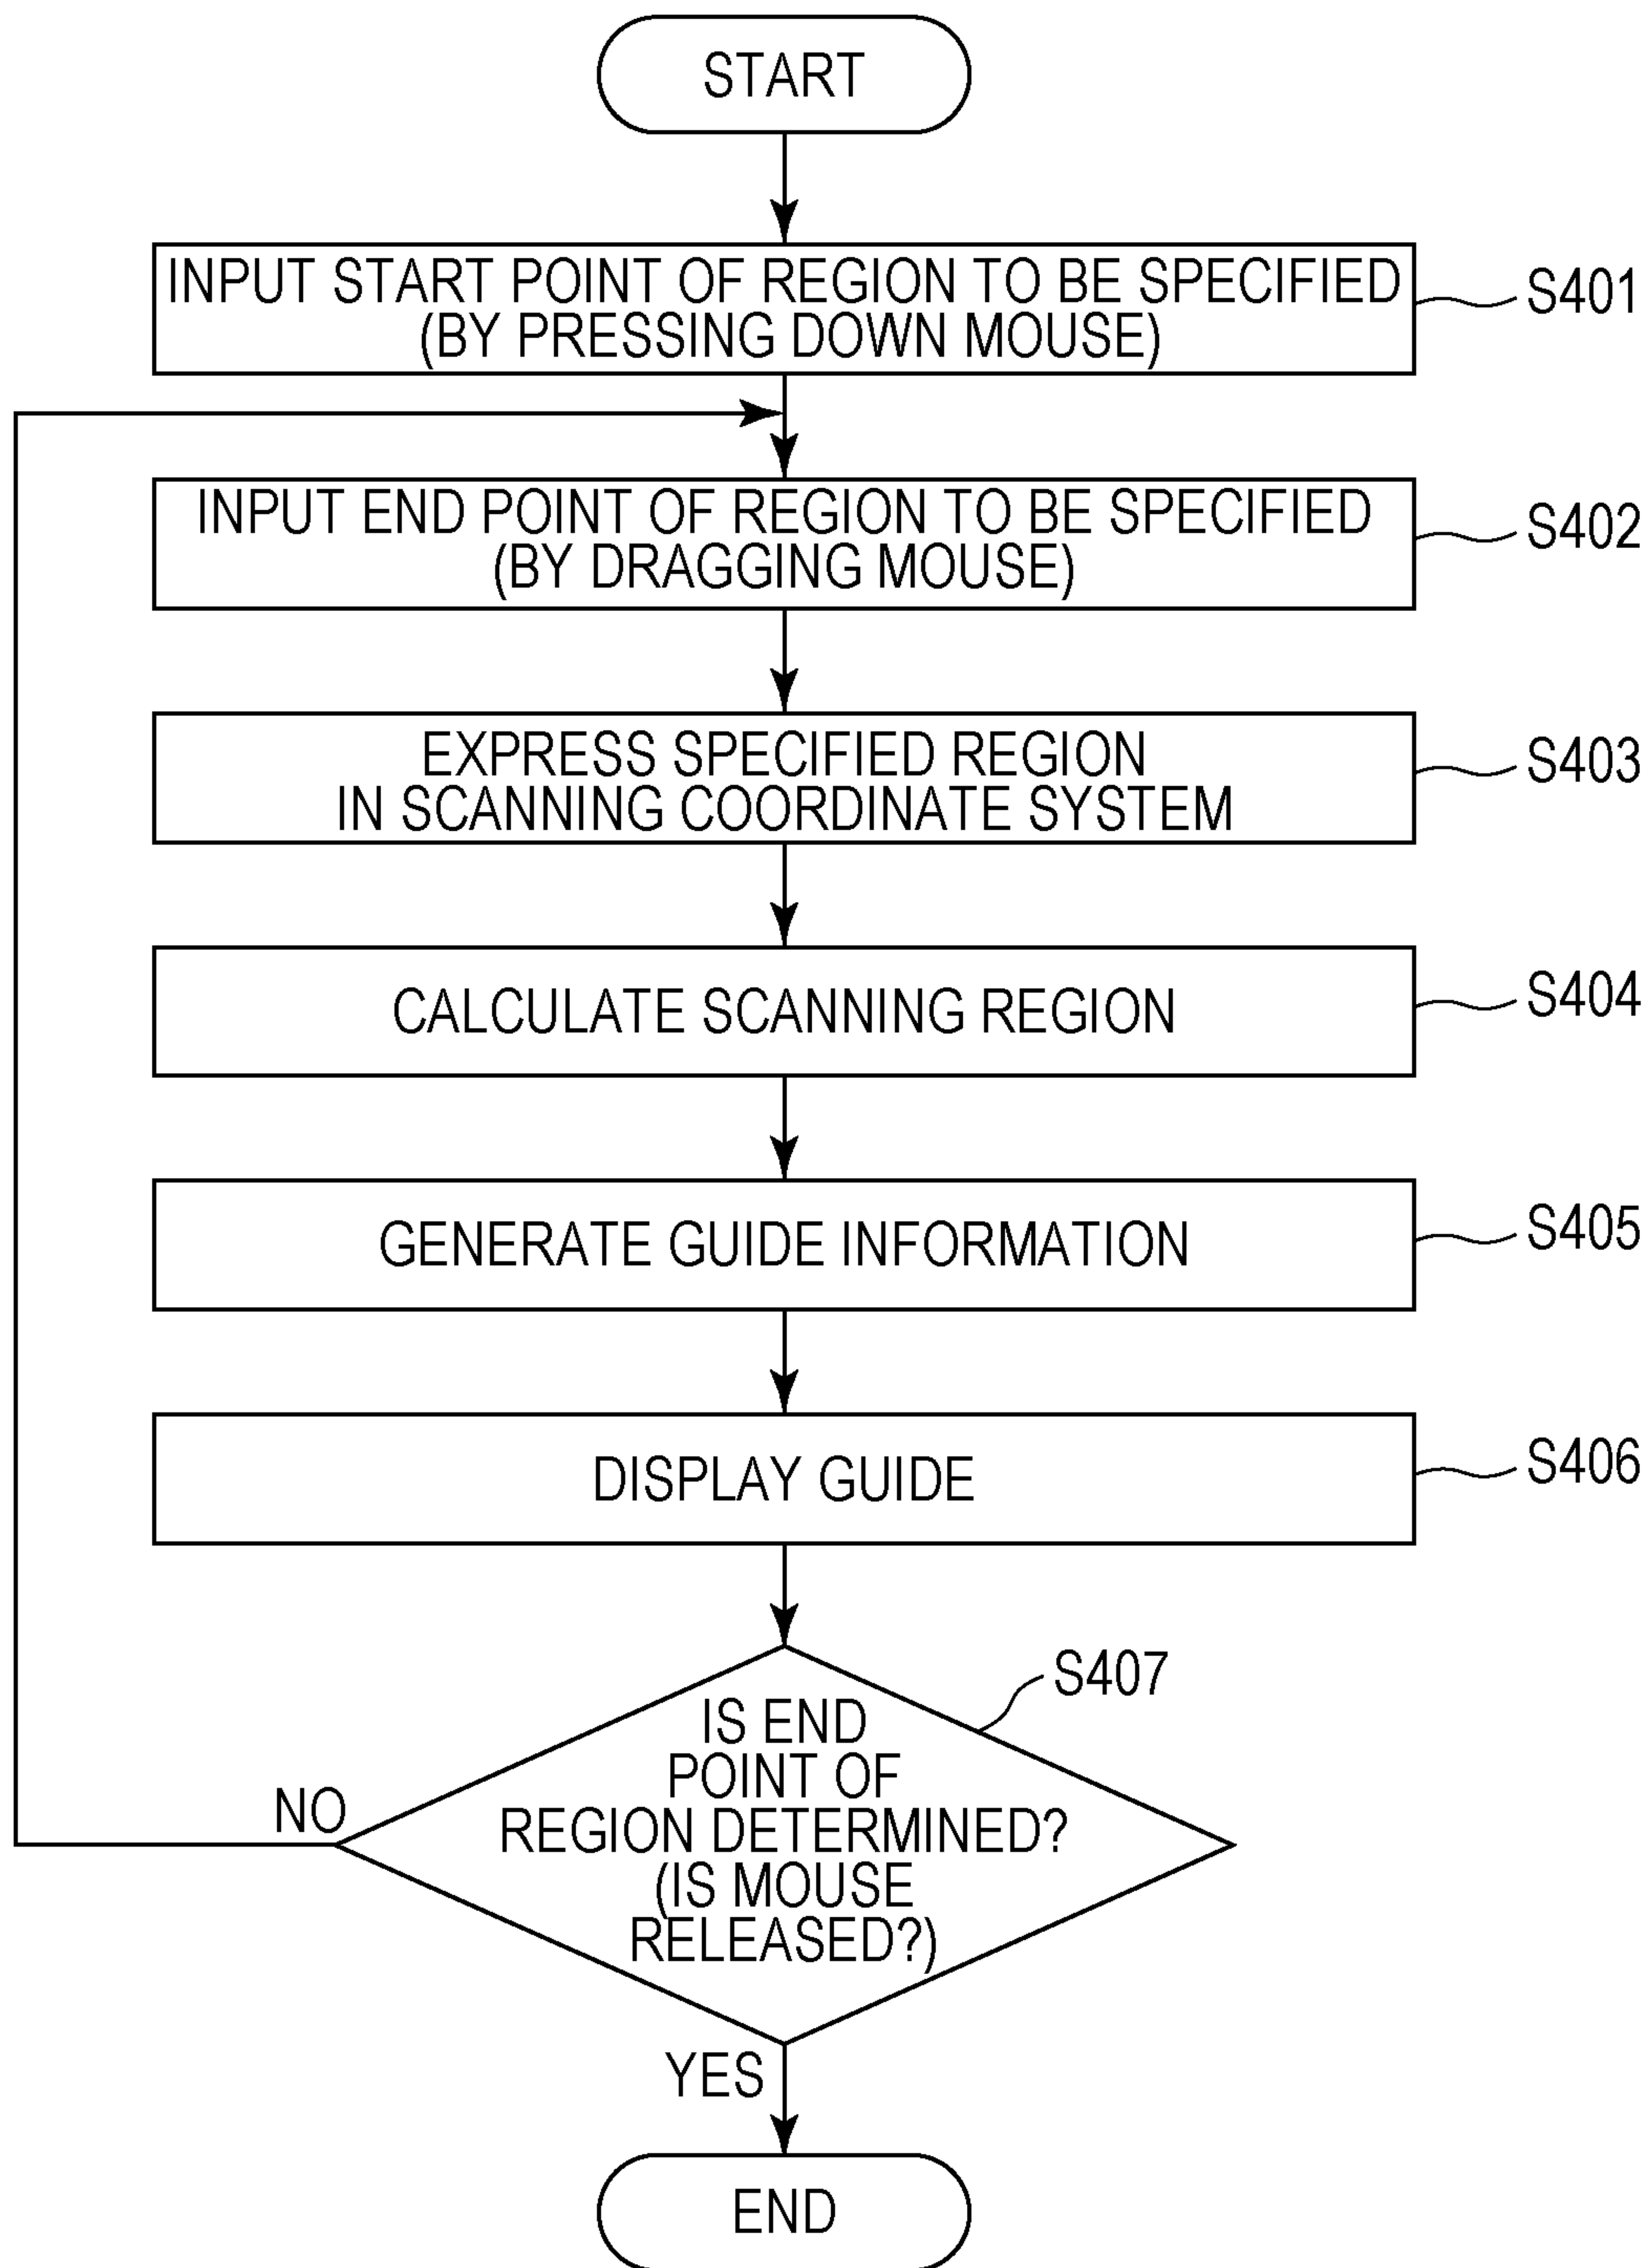 START
INPUT START POINT OF REGION TO BE SPECIFIED
(BY PRESSING DOWN MOUSE)
S401
INPUT END POINT OF REGION TO BE SPECIFIED
(BY DRAGGING MOUSE)
S402
EXPRESS SPECIFIED REGION
IN SCANNING COORDINATE SYSTEM
S403
CALCULATE SCANNING REGION
S404
GENERATE GUIDE INFORMATION
S405
DISPLAY GUIDE
S406
S407
IS END
POINT OF
REGION DETERMINED?
(IS MOUSE
RELEASED?)
NO
YES
END